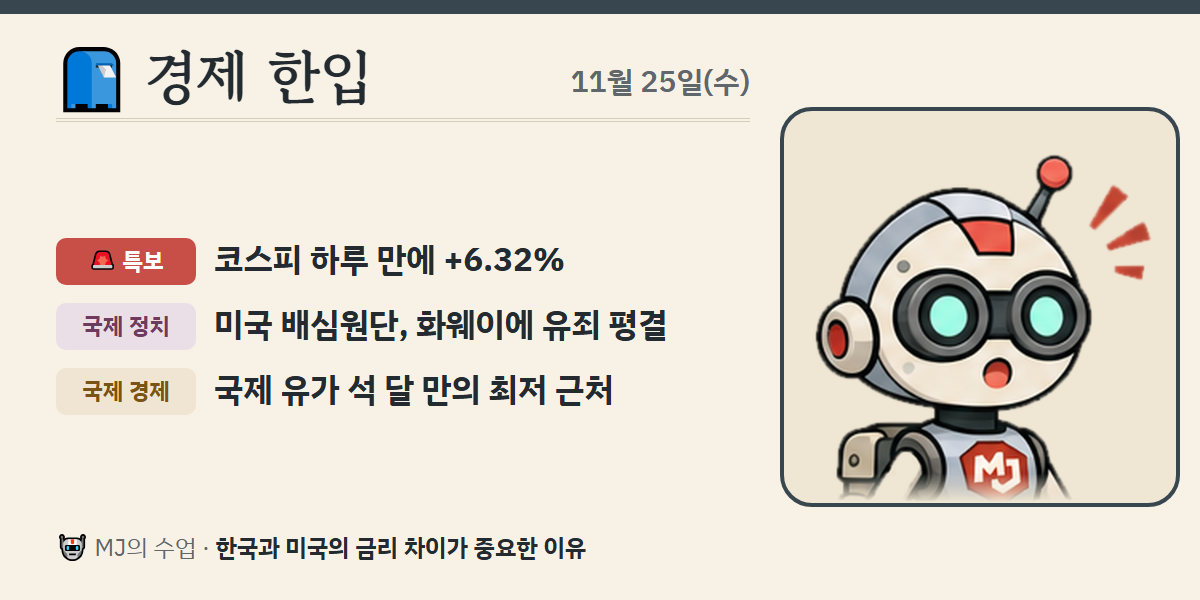 경제 한입
11월 25일(수)
특보
코스피 하루 만에 +6.32%
국제 정치
미국 배심원단, 화웨이에 유죄 평결
국제 경제
국제 유가 석 달 만의 최저 근처
MJ
MJ의 수업 · 한국과 미국의 금리 차이가 중요한 이유